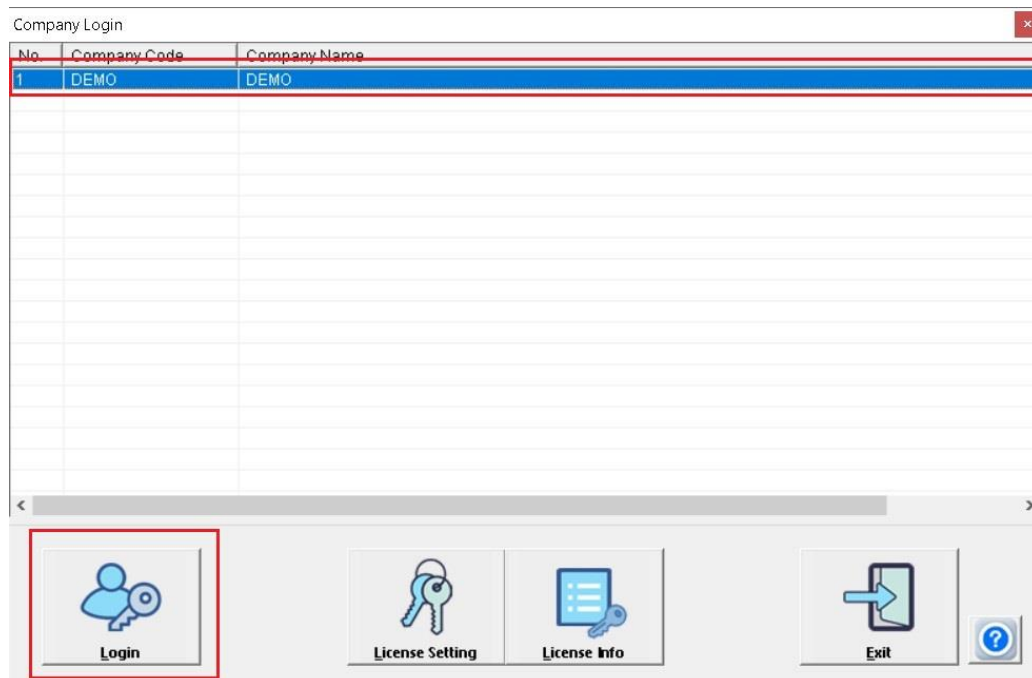 Company Login
No. Company Code Company Name
1 DEMO DEMO
Login License Setting License Info Exit